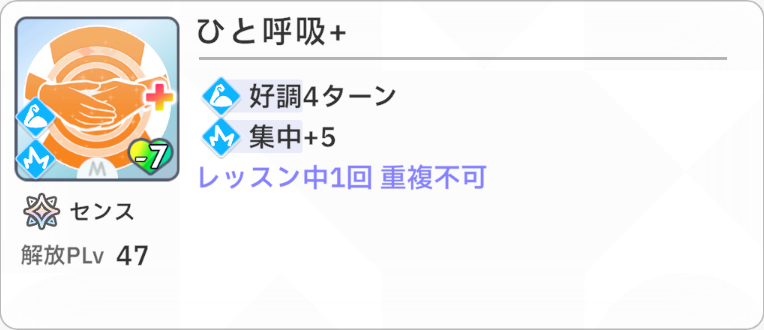 ひと呼吸+
好調4ターン
集中+5
レッスン中1回 重複不可
-7
M
センス
解放PLv 47